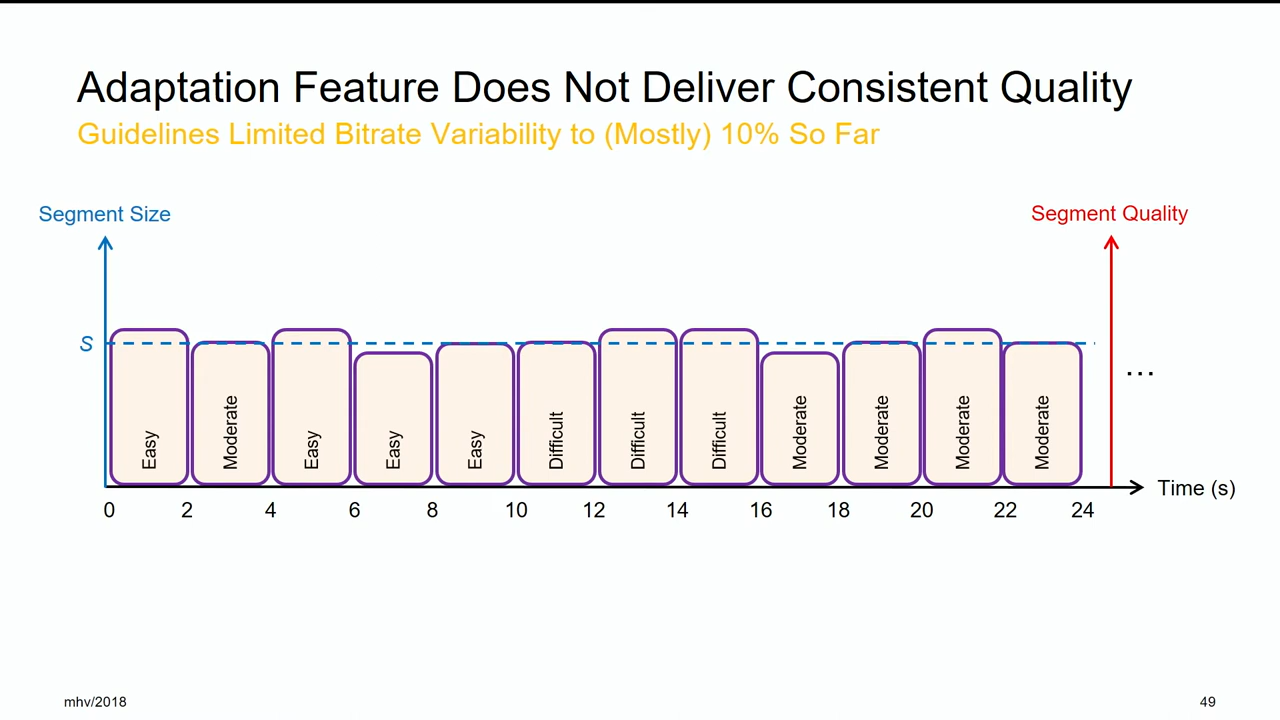 Adaptation Feature Does Not Deliver Consistent Quality
Guidelines Limited Bitrate Variability to (Mostly) 10% So Far
Segment Size
Segment Quality
S
Easy
Moderate
Easy
Easy
Easy
Difficult
Difficult
Difficult
Moderate
Moderate
Moderate
Moderate
...
Time (s)
0 2 4 6 8 10 12 14 16 18 20 22 24
mhv/2018
49